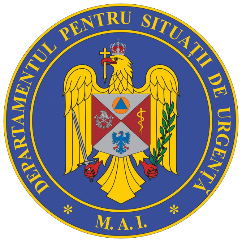 DEPARTAMENTUL PENTRU SITUAȚII DE URGENȚĂ
* M.A.I. *